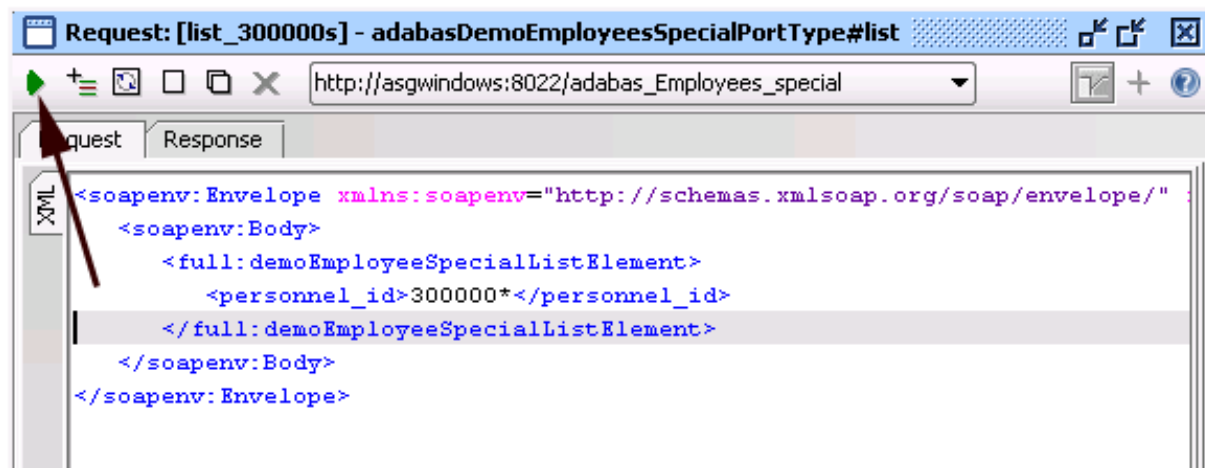 Request: [list_300000s] - adabasDemoEmployeesSpecialPortType#list
http://asgwindows:8022/adabas_Employees_special
Request Response
XML
<soapenv:Envelope xmlns:soapenv="http://schemas.xmlsoap.org/soap/envelope/"
<soapenv:Body>
<full:demoEmployeeSpecialListElement>
<personnel_id>300000*</personnel_id>
</full:demoEmployeeSpecialListElement>
</soapenv:Body>
</soapenv:Envelope>